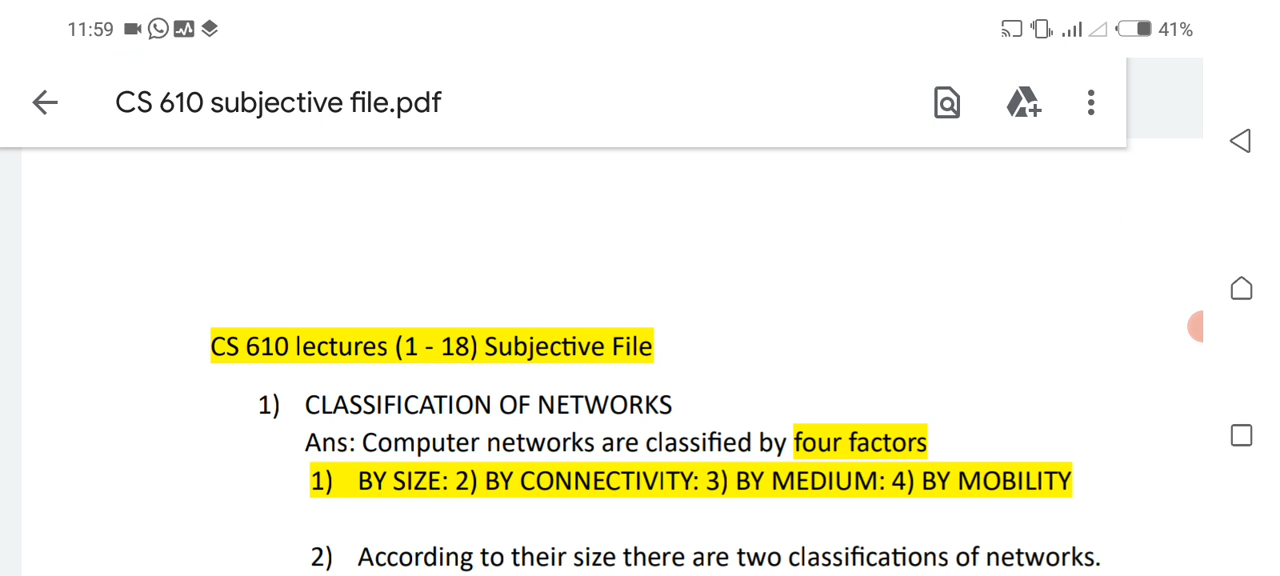 11:59 41%
CS 610 subjective file.pdf
CS 610 lectures (1 - 18) Subjective File
1) CLASSIFICATION OF NETWORKS
Ans: Computer networks are classified by four factors
1) BY SIZE: 2) BY CONNECTIVITY: 3) BY MEDIUM: 4) BY MOBILITY
2) According to their size there are two classifications of networks.